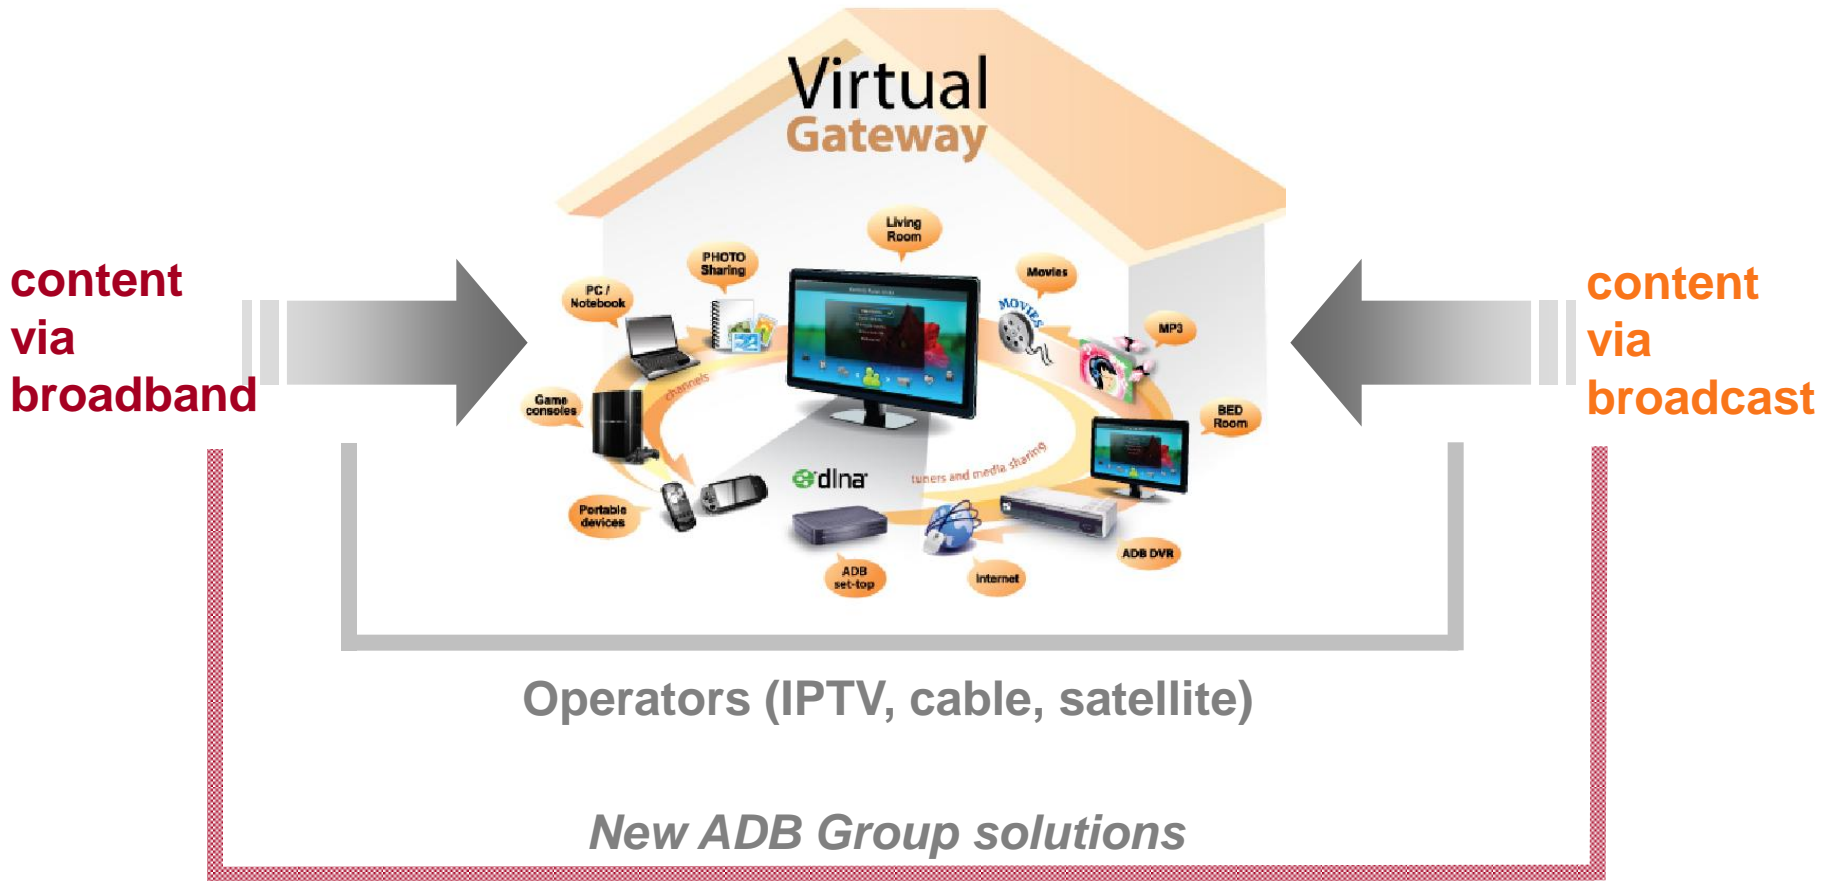 Virtual
Gateway
content
via
broadband
content
via
broadcast
Living
Room
PHOTO
Sharing
Movies
PC /
Notebook
MOVIES
MP3
channels
Game
consoles
BED
Room
tuners and media sharing
dlna
Portable
devices
ADB
set-top
Internet
ADB DVR
Operators (IPTV, cable, satellite)
New ADB Group solutions